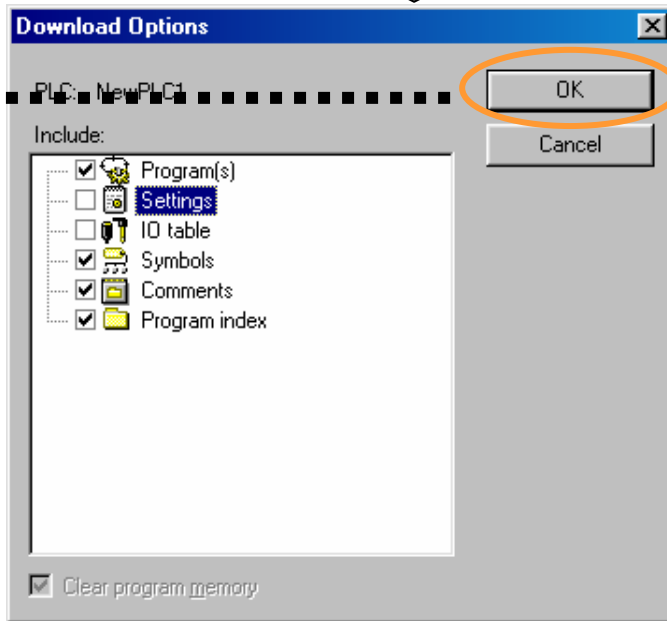 Download Options
PLC: NewPLC1
OK
Include:
Cancel
Program(s)
Settings
IO table
Symbols
Comments
Program index
Clear program memory